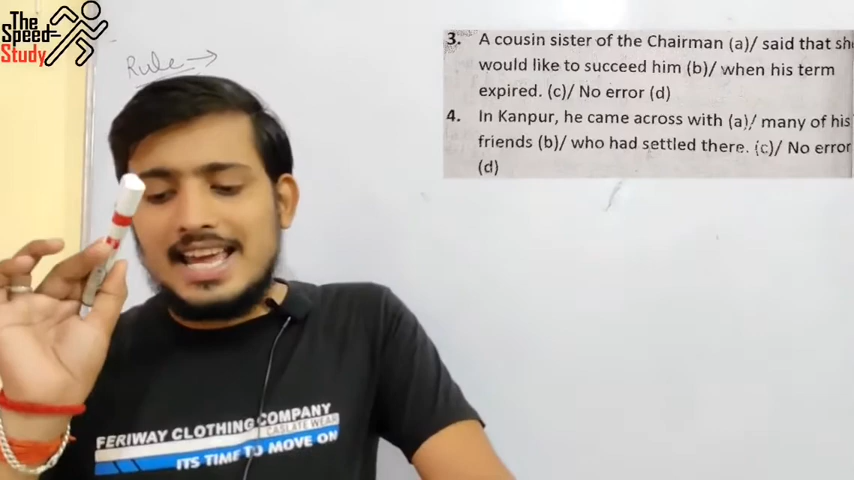 The
Speed-
Study
Rule →
3. A cousin sister of the Chairman (a)/ said that she
would like to succeed him (b)/ when his term
expired. (c)/ No error (d)
4. In Kanpur, he came across with (a)/ many of his
friends (b)/ who had settled there. (c)/ No error
(d)
FERIWAY CLOTHING COMPANY
CASLATE WEAR
ITS TIME TO MOVE ON